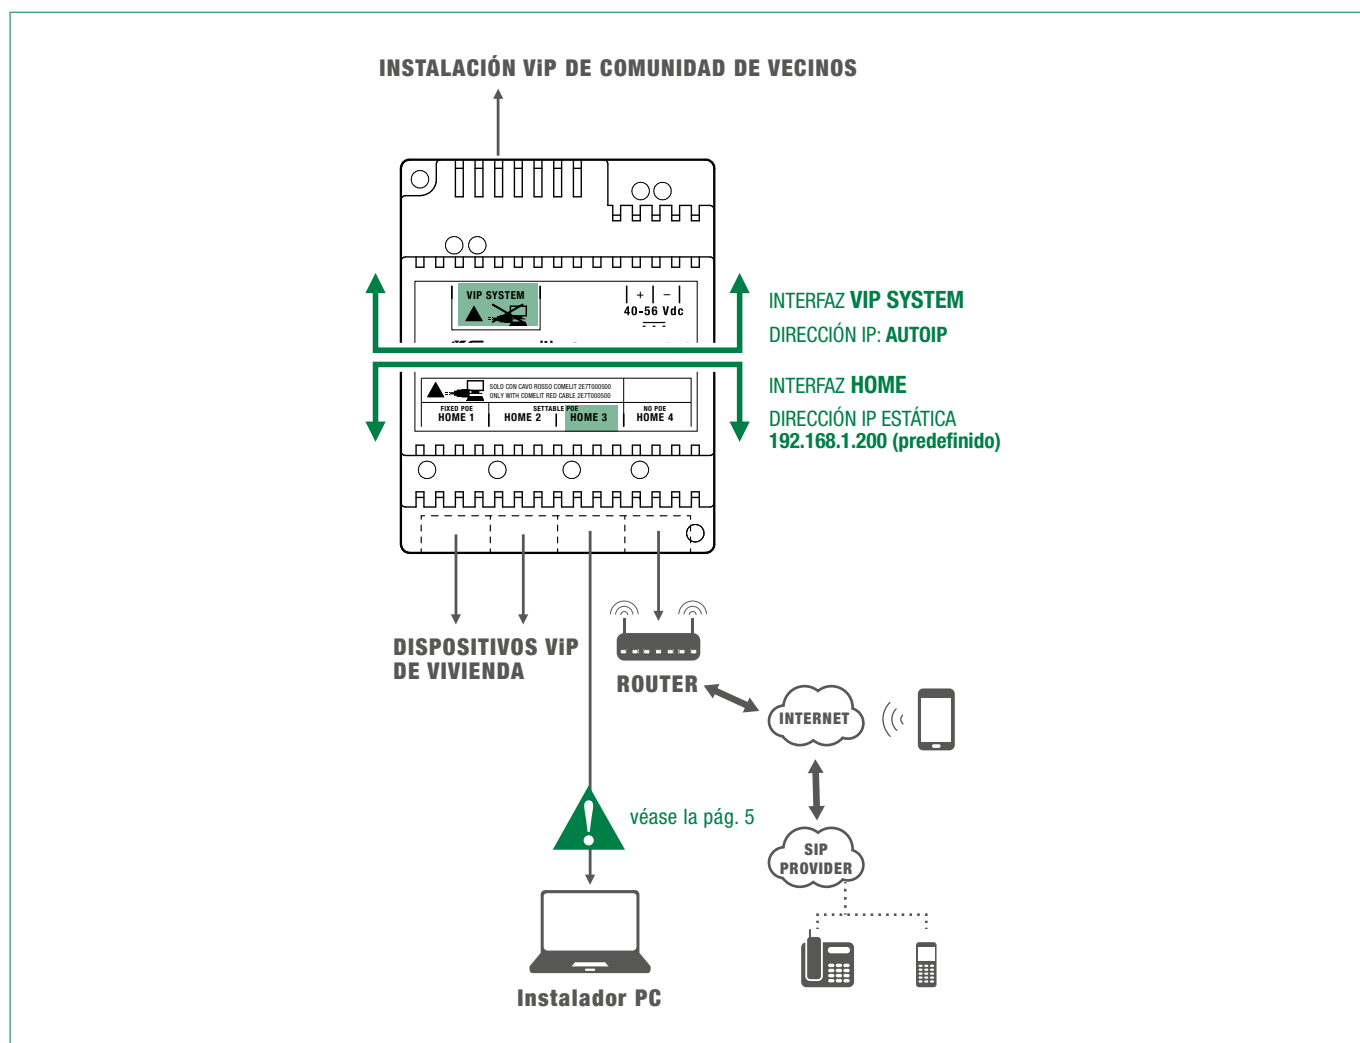 INSTALACIÓN ViP DE COMUNIDAD DE VECINOS
VIP SYSTEM
+ -
40-56 Vdc
INTERFAZ VIP SYSTEM
DIRECCIÓN IP: AUTOIP
INTERFAZ HOME
DIRECCIÓN IP ESTÁTICA
192.168.1.200 (predefinido)
SOLO CON CAVO ROSSO COMELIT 2E7T000500
ONLY WITH COMELIT RED CABLE 2E7T000500
FIXED POE SETTABLE POE NO POE
HOME 1 HOME 2 HOME 3 HOME 4
DISPOSITIVOS ViP
DE VIVIENDA
ROUTER
INTERNET
véase la pág. 5
SIP
PROVIDER
Instalador PC